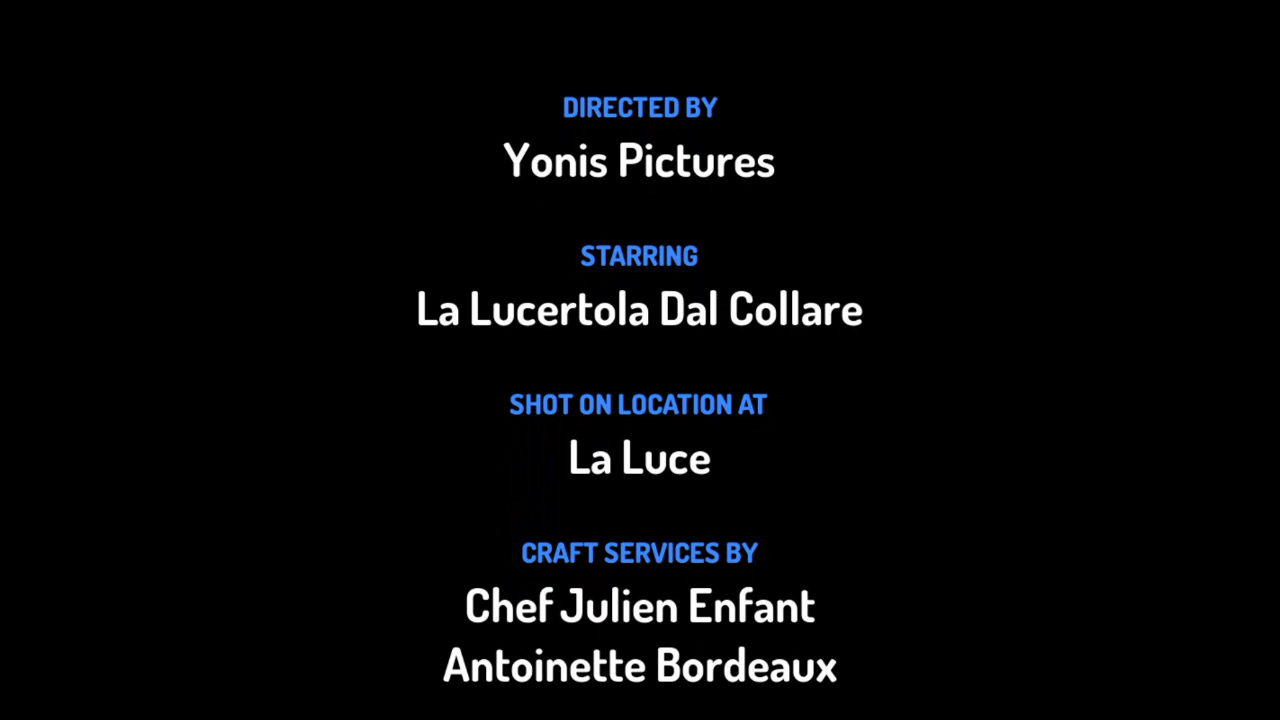 DIRECTED BY
Yonis Pictures
STARRING
La Lucertola Dal Collare
SHOT ON LOCATION AT
La Luce
CRAFT SERVICES BY
Chef Julien Enfant
Antoinette Bordeaux